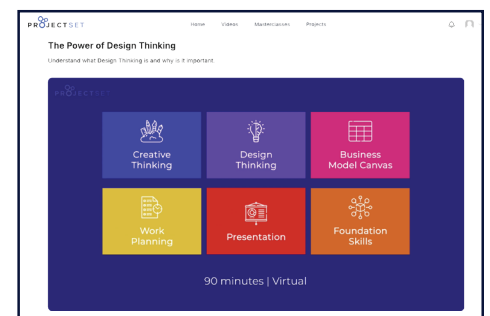 PROJECTSET
Home Videos Masterclasses Projects
The Power of Design Thinking
Understand what Design Thinking is and why is it important
PROJECTSET
Creative
Thinking
Design
Thinking
Business
Model Canvas
Work
Planning
Presentation
Foundation
Skills
90 minutes | Virtual